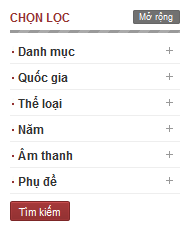 CHỌN LỌC Mở rộng
· Danh mục +
· Quốc gia +
· Thể loại +
· Năm +
· Âm thanh +
· Phụ đề +
Tìm kiếm